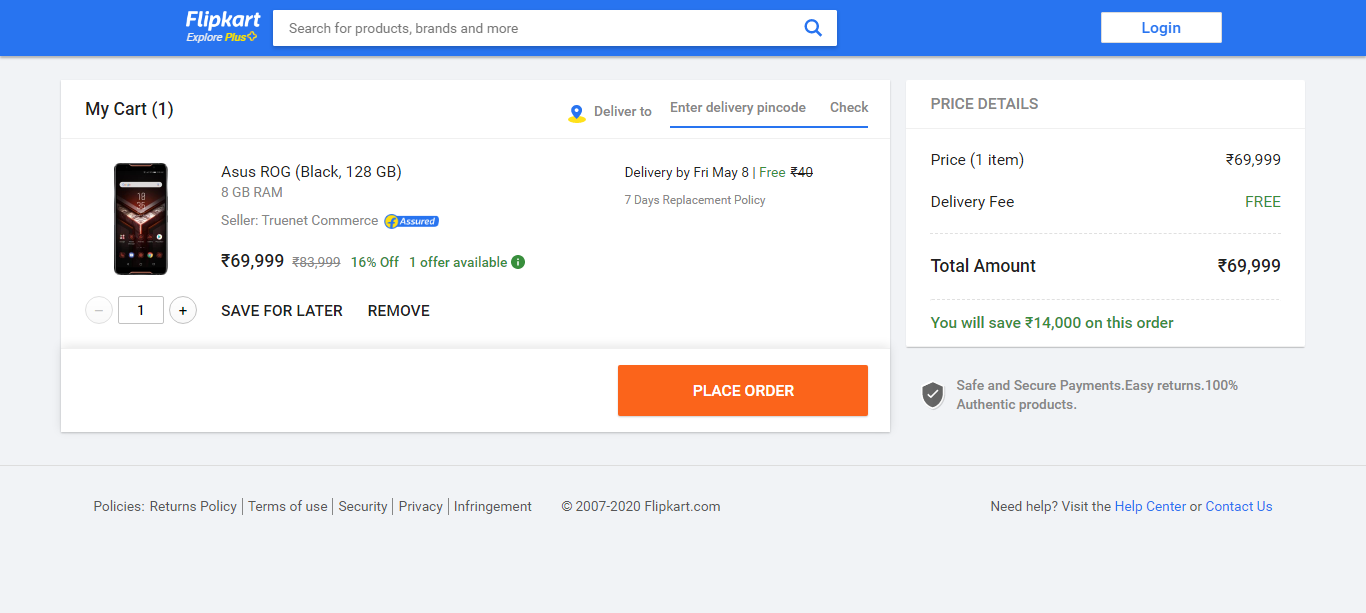 Flipkart
Explore Plus
Search for products, brands and more
Login
My Cart (1)
Deliver to
Enter delivery pincode
Check
Asus ROG (Black, 128 GB)
8 GB RAM
Seller: Truenet Commerce
Assured
₹69,999 ₹83,999 16% Off 1 offer available
Delivery by Fri May 8 | Free ₹40
7 Days Replacement Policy
− 1 + SAVE FOR LATER REMOVE
PLACE ORDER
PRICE DETAILS
Price (1 item) ₹69,999
Delivery Fee FREE
Total Amount ₹69,999
You will save ₹14,000 on this order
Safe and Secure Payments.Easy returns.100%
Authentic products.
Policies: Returns Policy | Terms of use | Security | Privacy | Infringement © 2007-2020 Flipkart.com Need help? Visit the Help Center or Contact Us